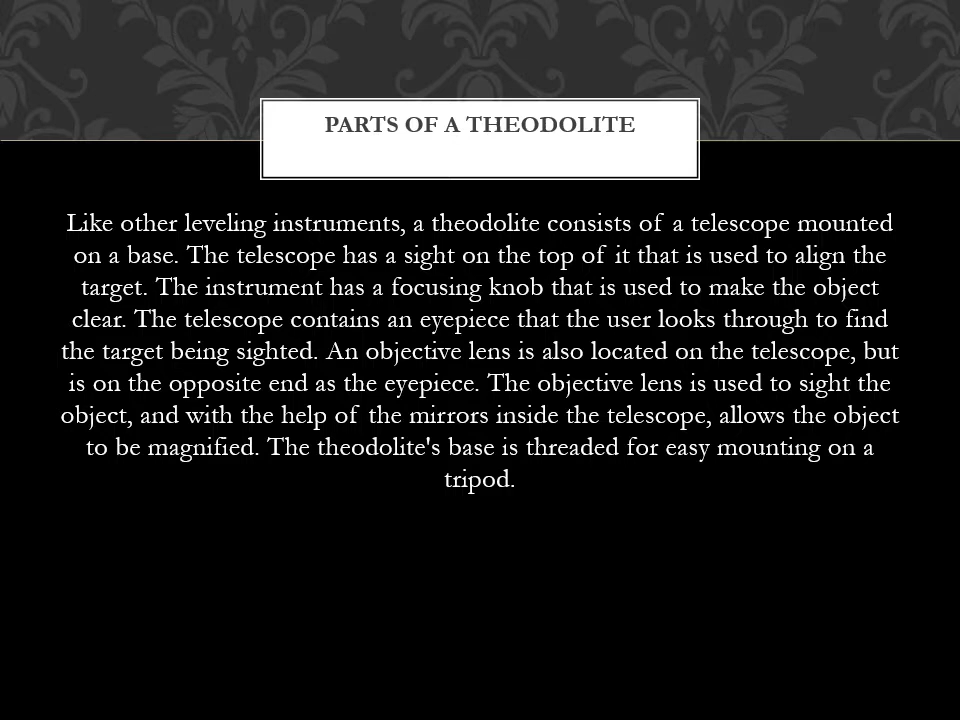 PARTS OF A THEODOLITE
Like other leveling instruments, a theodolite consists of a telescope mounted
on a base. The telescope has a sight on the top of it that is used to align the
target. The instrument has a focusing knob that is used to make the object
clear. The telescope contains an eyepiece that the user looks through to find
the target being sighted. An objective lens is also located on the telescope, but
is on the opposite end as the eyepiece. The objective lens is used to sight the
object, and with the help of the mirrors inside the telescope, allows the object
to be magnified. The theodolite's base is threaded for easy mounting on a
tripod.